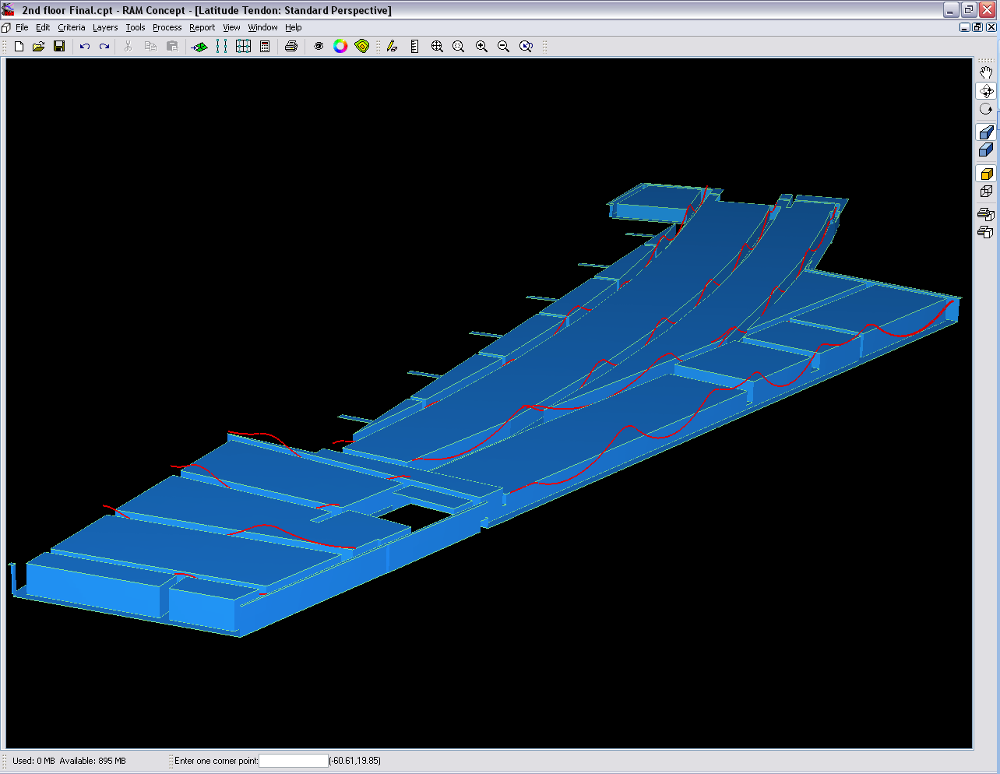 2nd floor Final.cpt - RAM Concept - [Latitude Tendon: Standard Perspective]
File Edit Criteria Layers Tools Process Report View Window Help
Used: 0 MB Available: 895 MB Enter one corner point: (-60.61,19.85)